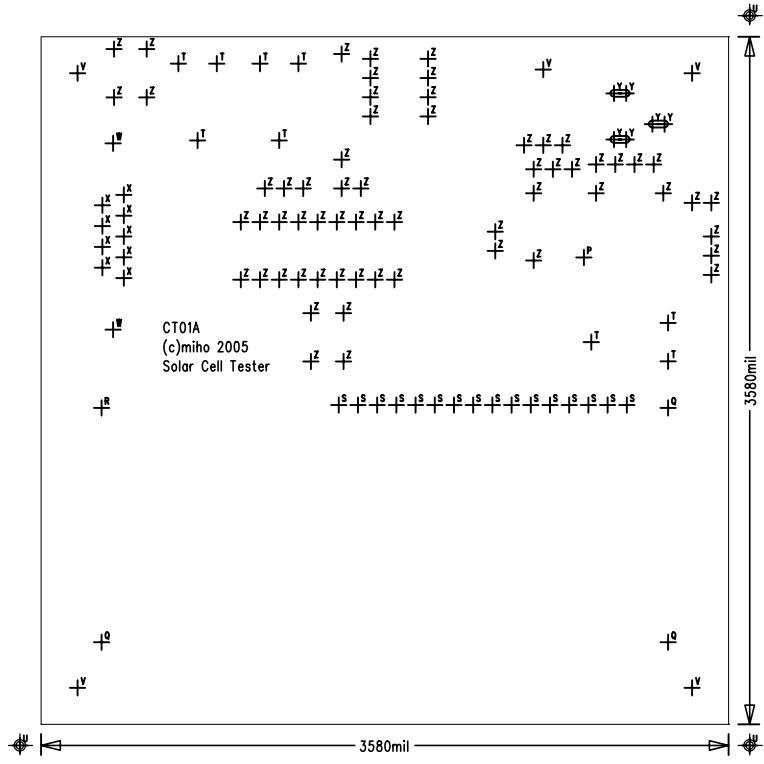 U
Z Z Z
T T T T Z Z
V V V
Z Z
Z Z Z Z Y Y
Z Z Y Y
W T T Z Z Z Y Y
Z Z Z Z Z Z Z Z
X Z Z Z Z Z Z Z Z
X Z Z
X Z Z Z Z Z Z Z Z Z
X Z
X Z
X Z Z
X Z P
X
X Z Z Z Z Z Z Z Z Z Z
Z Z T
W CT01A
(c)miho 2005 T
Solar Cell Tester Z Z T
R S S S S S S S S S S S S S S S S Q
3580mil
Q Q
V V
U 3580mil U